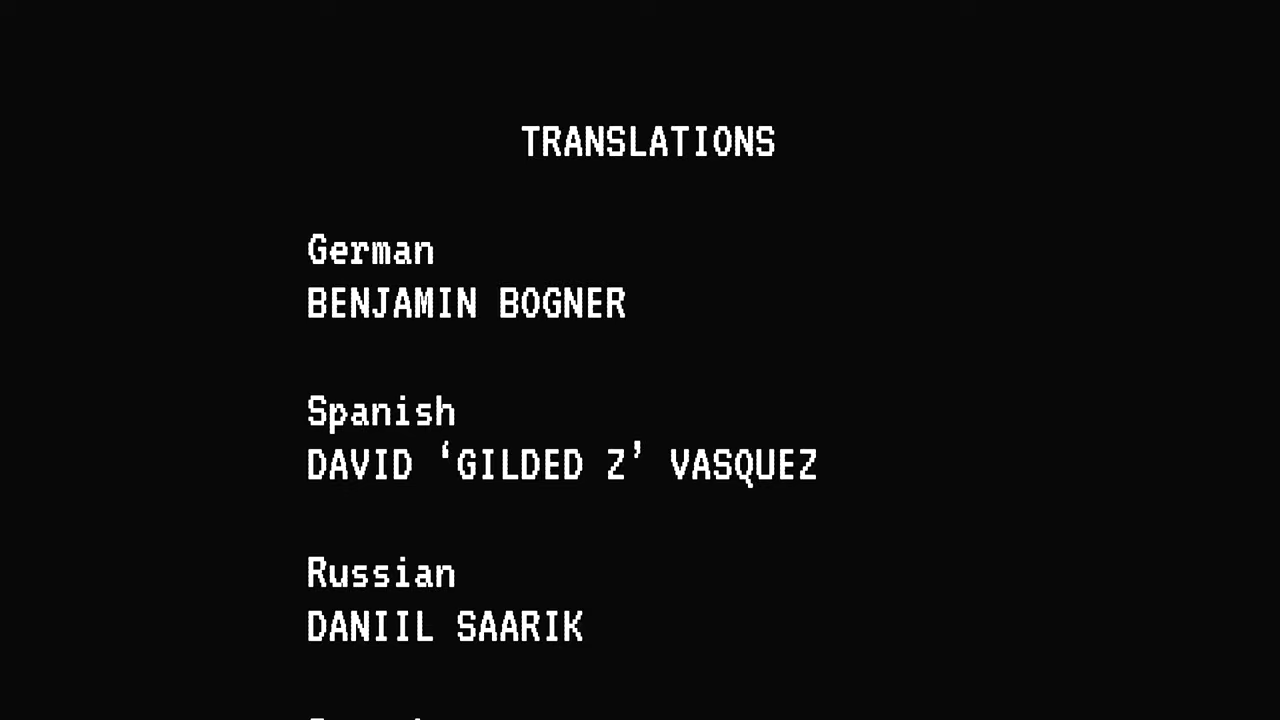 TRANSLATIONS
German
BENJAMIN BOGNER
Spanish
DAVID ‘GILDED Z’ VASQUEZ
Russian
DANIIL SAARIK